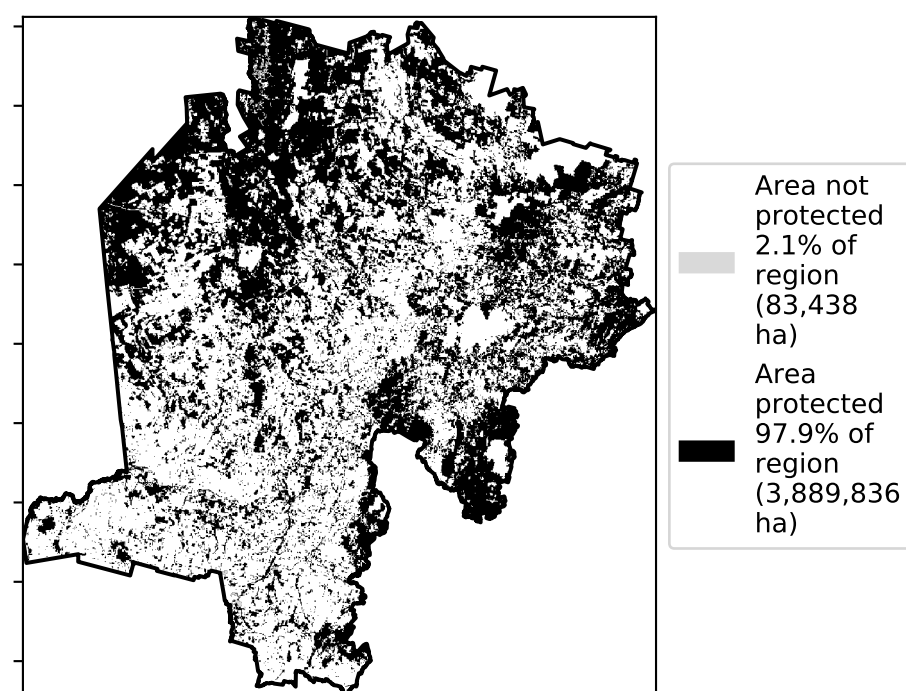 Area not
protected
2.1% of
region
(83,438
ha)
Area
protected
97.9% of
region
(3,889,836
ha)